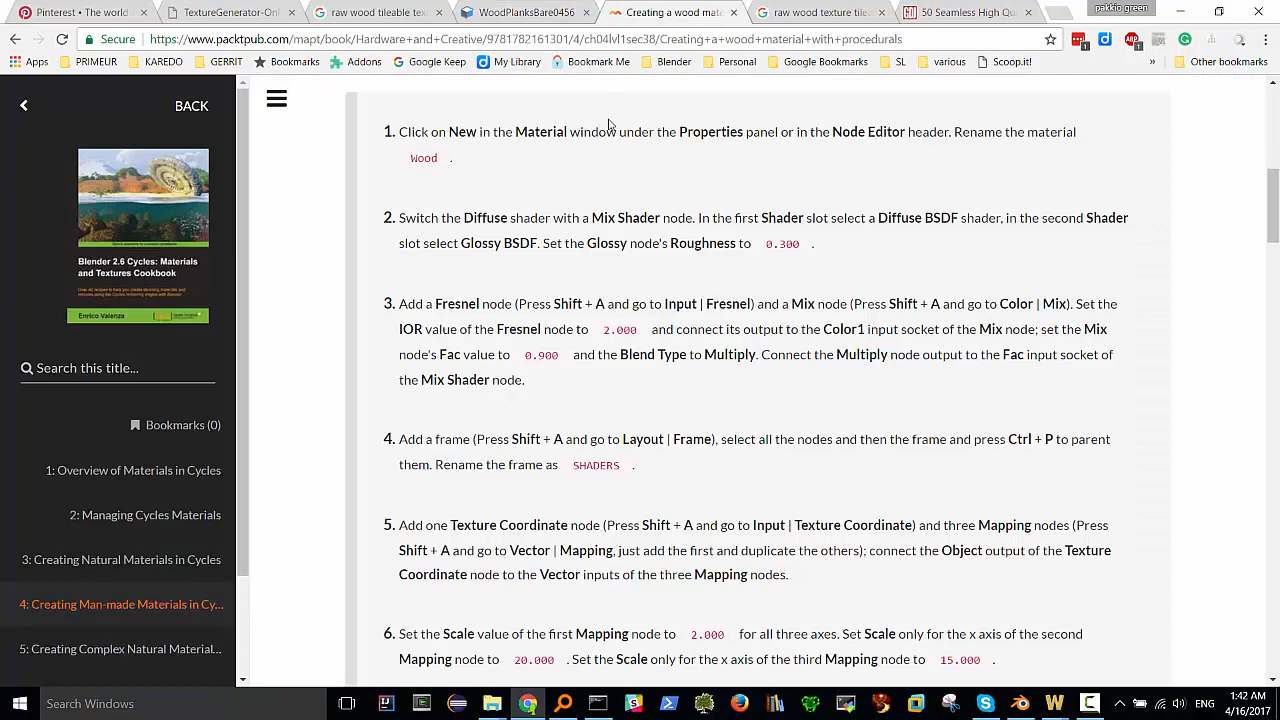 Pinterest • The world
TextureGenerator-Onl
raw wood tileable tex
WoodPlanksBare0456
Creating a wood mate
raw wood texture tile
50 Seamless High Qu
pakkio green
Secure https://www.packtpub.com/mapt/book/Hardware+and+Creative/9781782161301/4/ch04lvl1sec38/Creating+a+wood+material+with+procedurals
Apps PRIMEUR KAREDO GERRIT Bookmarks Addons Google Keep My Library Bookmark Me Blender Personal Google Bookmarks SL various Scoop.it! » Other bookmarks
BACK
Blender 2.6 Cycles: Materials
and Textures Cookbook
Enrico Valenza
Search this title...
Bookmarks (0)
1: Overview of Materials in Cycles
2: Managing Cycles Materials
3: Creating Natural Materials in Cycles
4: Creating Man-made Materials in Cy...
5: Creating Complex Natural Material...
1. Click on New in the Material window under the Properties panel or in the Node Editor header. Rename the material
Wood .
2. Switch the Diffuse shader with a Mix Shader node. In the first Shader slot select a Diffuse BSDF shader, in the second Shader
slot select Glossy BSDF. Set the Glossy node's Roughness to 0.300 .
3. Add a Fresnel node (Press Shift + A and go to Input | Fresnel) and a Mix node (Press Shift + A and go to Color | Mix). Set the
IOR value of the Fresnel node to 2.000 and connect its output to the Color1 input socket of the Mix node; set the Mix
node's Fac value to 0.900 and the Blend Type to Multiply. Connect the Multiply node output to the Fac input socket of
the Mix Shader node.
4. Add a frame (Press Shift + A and go to Layout | Frame), select all the nodes and then the frame and press Ctrl + P to parent
them. Rename the frame as SHADERS .
5. Add one Texture Coordinate node (Press Shift + A and go to Input | Texture Coordinate) and three Mapping nodes (Press
Shift + A and go to Vector | Mapping, just add the first and duplicate the others); connect the Object output of the Texture
Coordinate node to the Vector inputs of the three Mapping nodes.
6. Set the Scale value of the first Mapping node to 2.000 for all three axes. Set Scale only for the x axis of the second
Mapping node to 20.000 . Set the Scale only for the x axis of the third Mapping node to 15.000 .
Search Windows
ENG
1:42 AM
4/16/2017